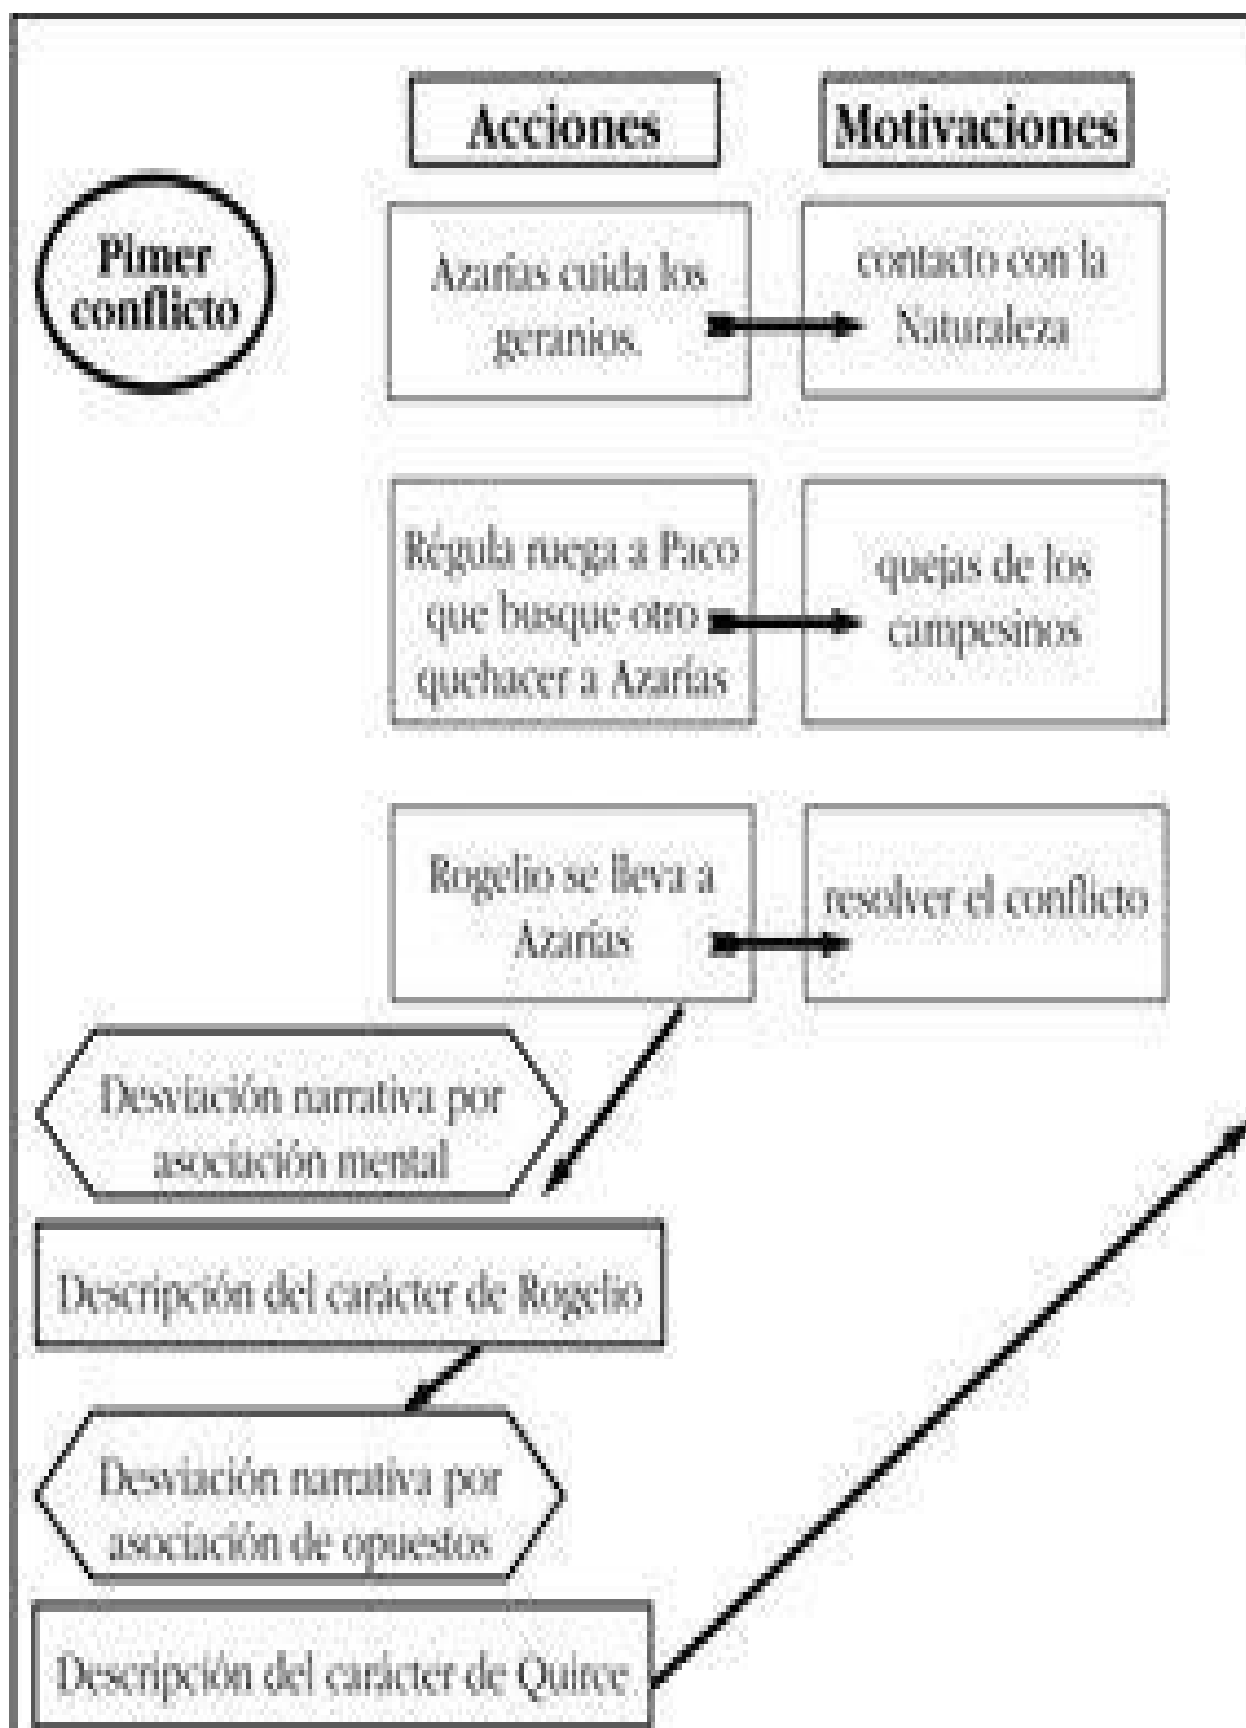 Acciones
Motivaciones
Pimer
conflicto
Azarías cuida los
geranios.
contacto con la
Naturaleza
Régula ruega a Paco
que busque otro
quehacer a Azarías
quejas de los
campesinos
Rogelio se lleva a
Azarías
resolver el conflicto
Desviación narrativa por
asociación mental
Descripción del carácter de Rogelio
Desviación narrativa por
asociación de opuestos
Descripción del carácter de Quirce